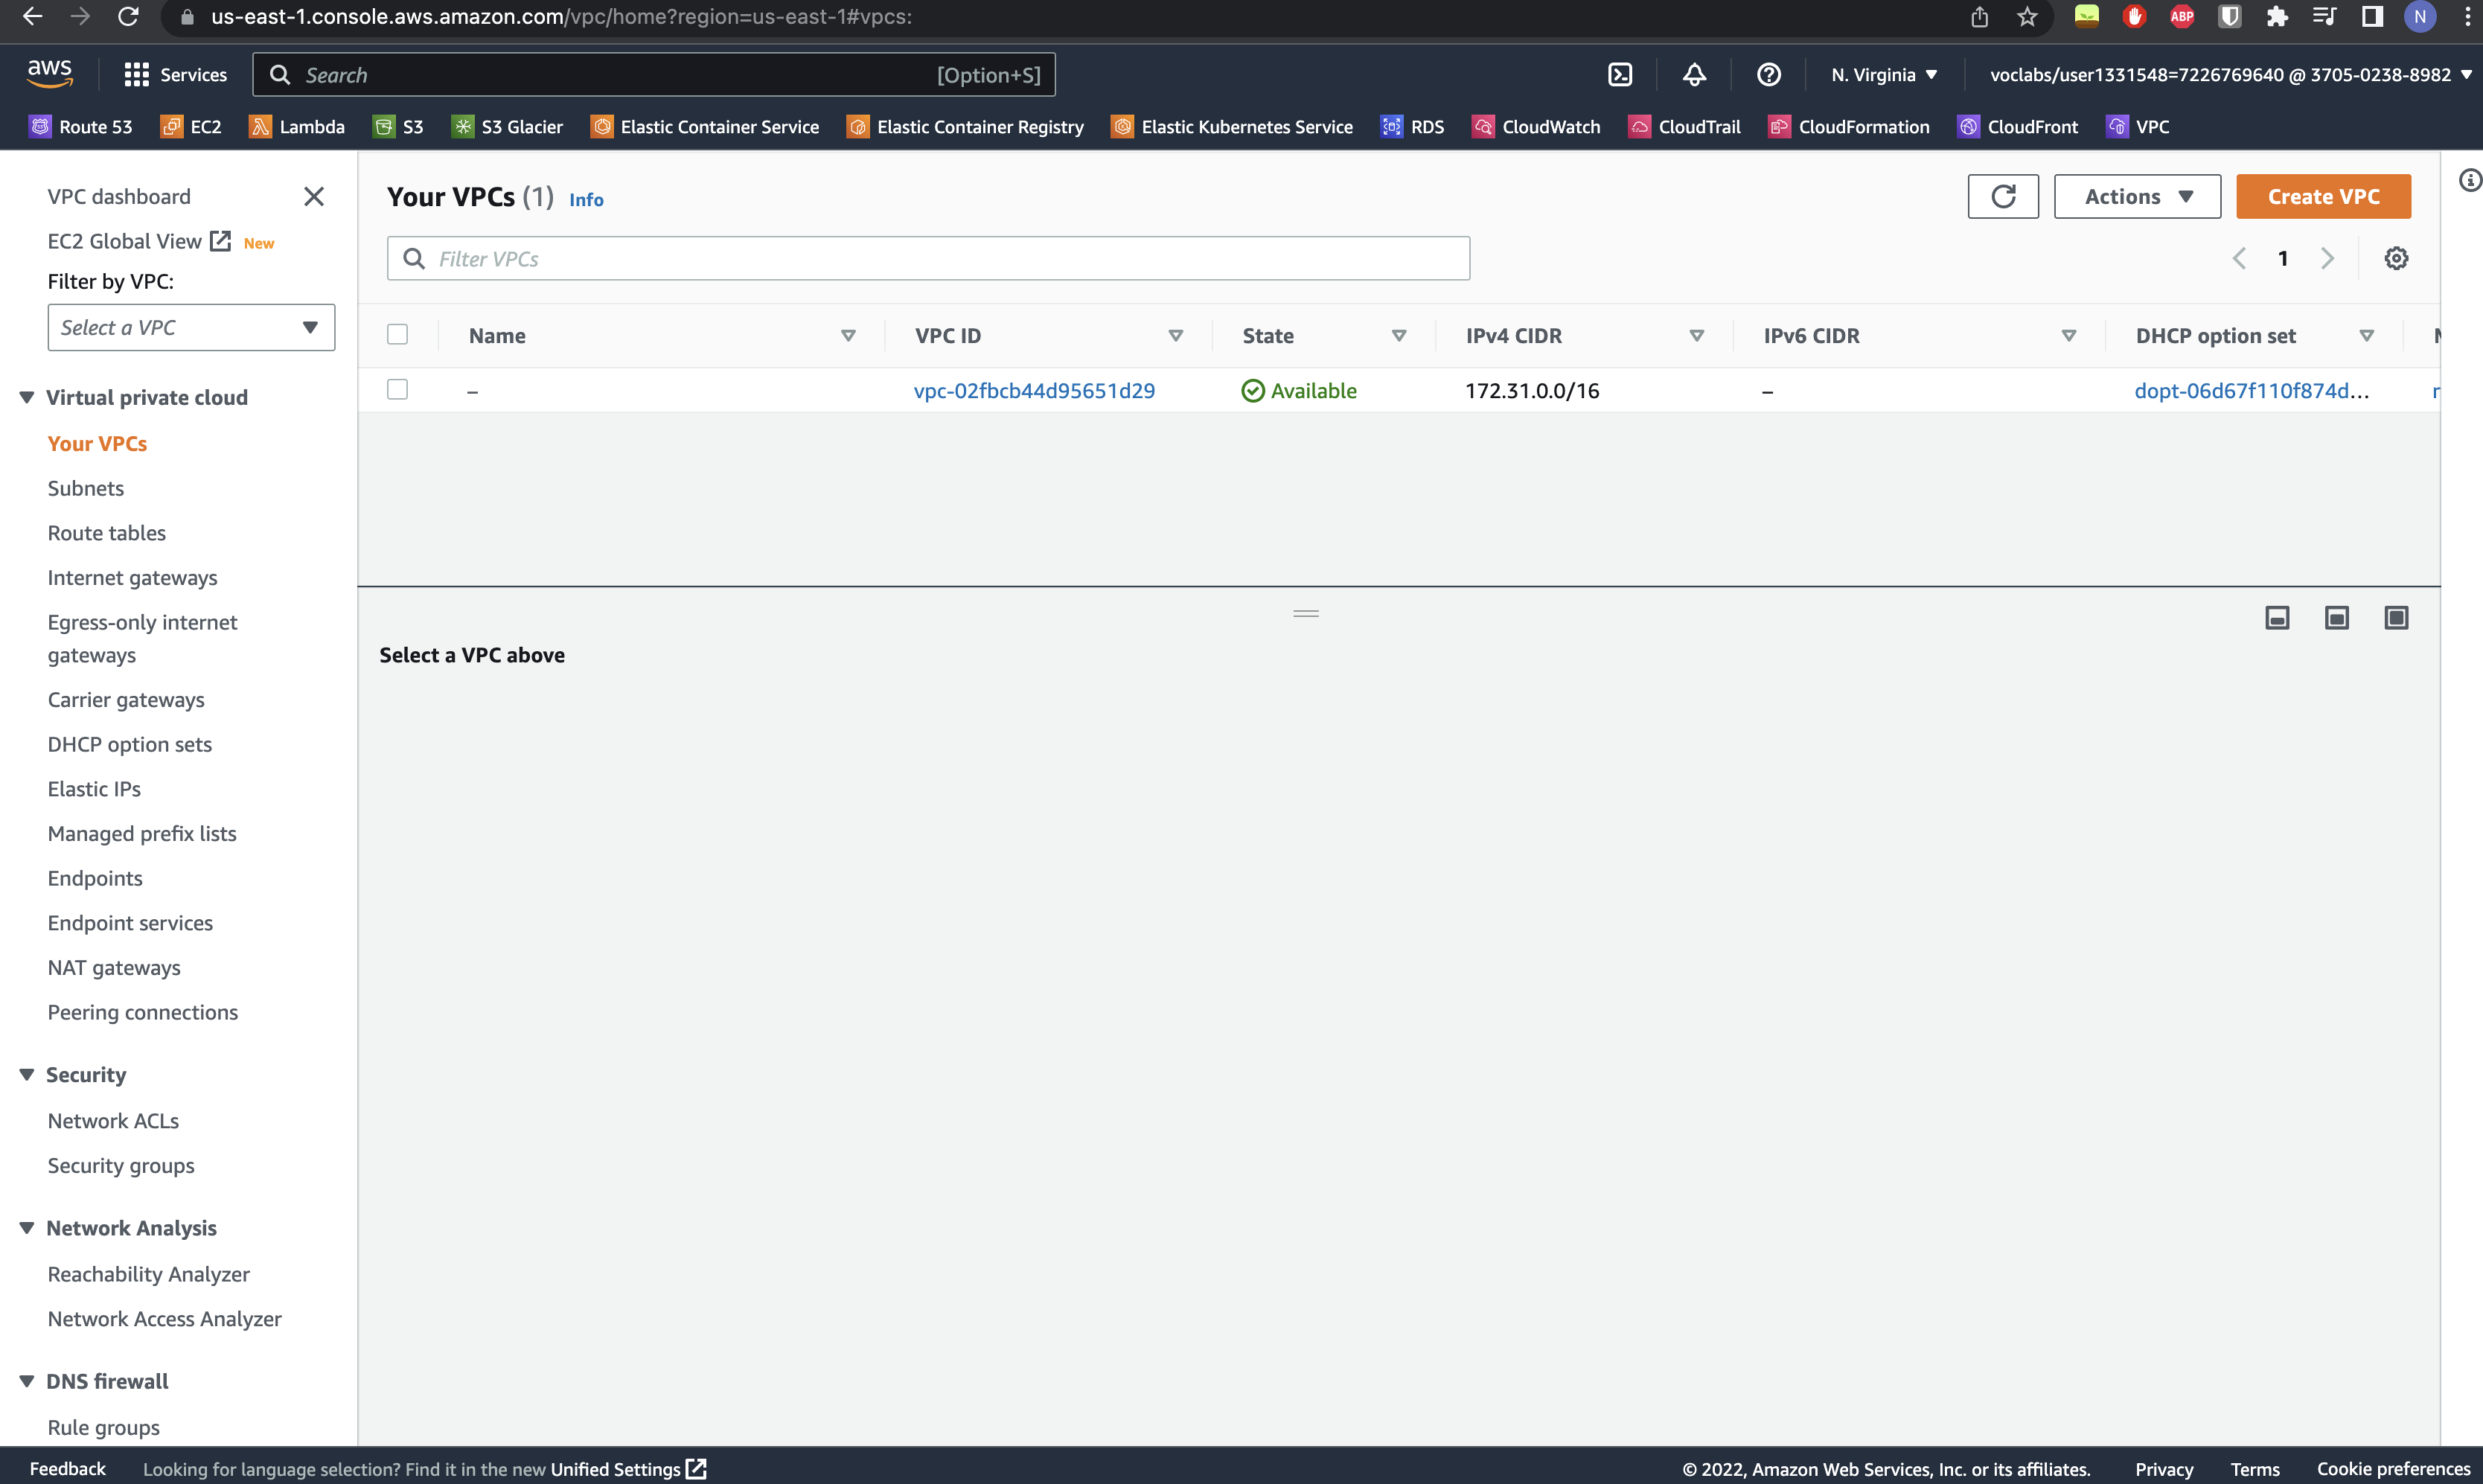 us-east-1.console.aws.amazon.com/vpc/home?region=us-east-1#vpcs:
ABP
N
aws
Services
Search
[Option+S]
N. Virginia
voclabs/user1331548=7226769640 @ 3705-0238-8982
Route 53
EC2
Lambda
S3
S3 Glacier
Elastic Container Service
Elastic Container Registry
Elastic Kubernetes Service
RDS
CloudWatch
CloudTrail
CloudFormation
CloudFront
VPC
VPC dashboard
EC2 Global View New
Filter by VPC:
Select a VPC
Virtual private cloud
Your VPCs
Subnets
Route tables
Internet gateways
Egress-only internet
gateways
Carrier gateways
DHCP option sets
Elastic IPs
Managed prefix lists
Endpoints
Endpoint services
NAT gateways
Peering connections
Security
Network ACLs
Security groups
Network Analysis
Reachability Analyzer
Network Access Analyzer
DNS firewall
Rule groups
Your VPCs (1) Info
Actions
Create VPC
Filter VPCs
1
Name
VPC ID
State
IPv4 CIDR
IPv6 CIDR
DHCP option set
–
vpc-02fbcb44d95651d29
Available
172.31.0.0/16
–
dopt-06d67f110f874d...
Select a VPC above
Feedback
Looking for language selection? Find it in the new Unified Settings
© 2022, Amazon Web Services, Inc. or its affiliates.
Privacy
Terms
Cookie preferences